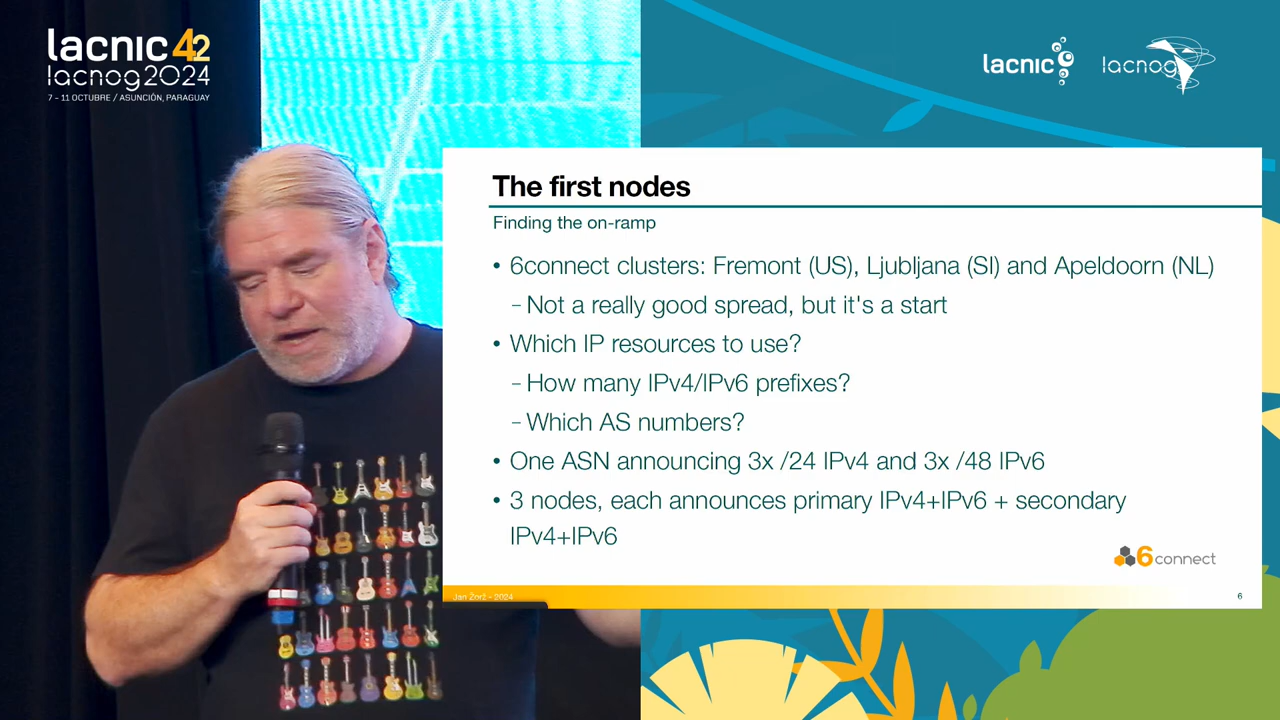 lacnic 42
lacnog2024
7 - 11 OCTUBRE / ASUNCIÓN, PARAGUAY
lacnic
lacnog
The first nodes
Finding the on-ramp
• 6connect clusters: Fremont (US), Ljubljana (SI) and Apeldoorn (NL)
– Not a really good spread, but it's a start
• Which IP resources to use?
– How many IPv4/IPv6 prefixes?
– Which AS numbers?
• One ASN announcing 3x /24 IPv4 and 3x /48 IPv6
• 3 nodes, each announces primary IPv4+IPv6 + secondary
IPv4+IPv6
6connect
Jan Žorž - 2024
6